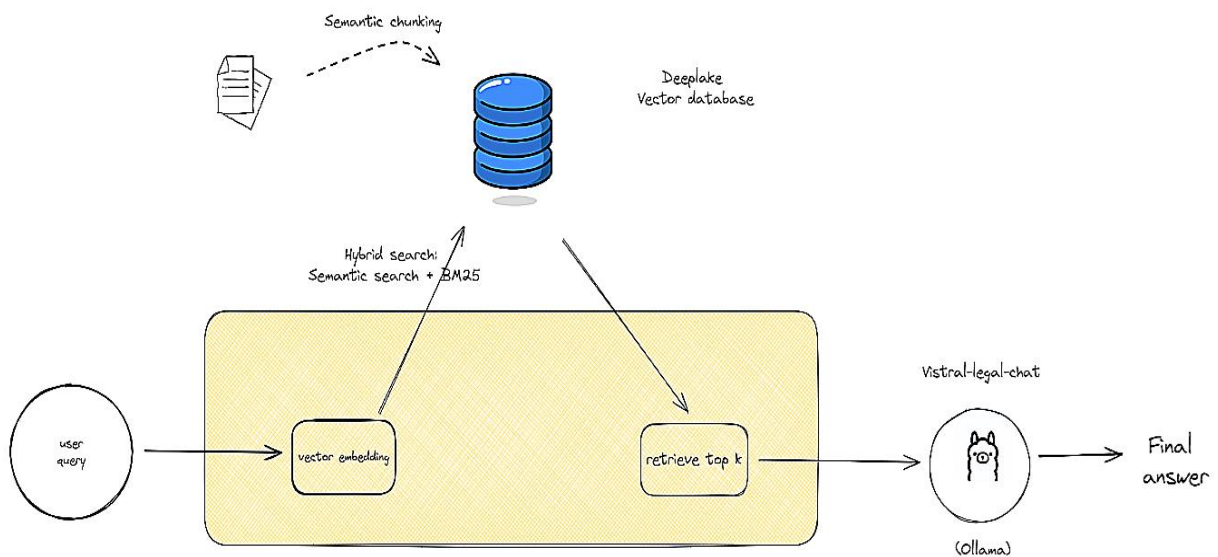 Semantic chunking
Deeplake
Vector database
Hybrid search:
Semantic search + BM25
Vistral-legal-chat
user
query
vector embedding
retrieve top k
Final
answer
(Ollama)